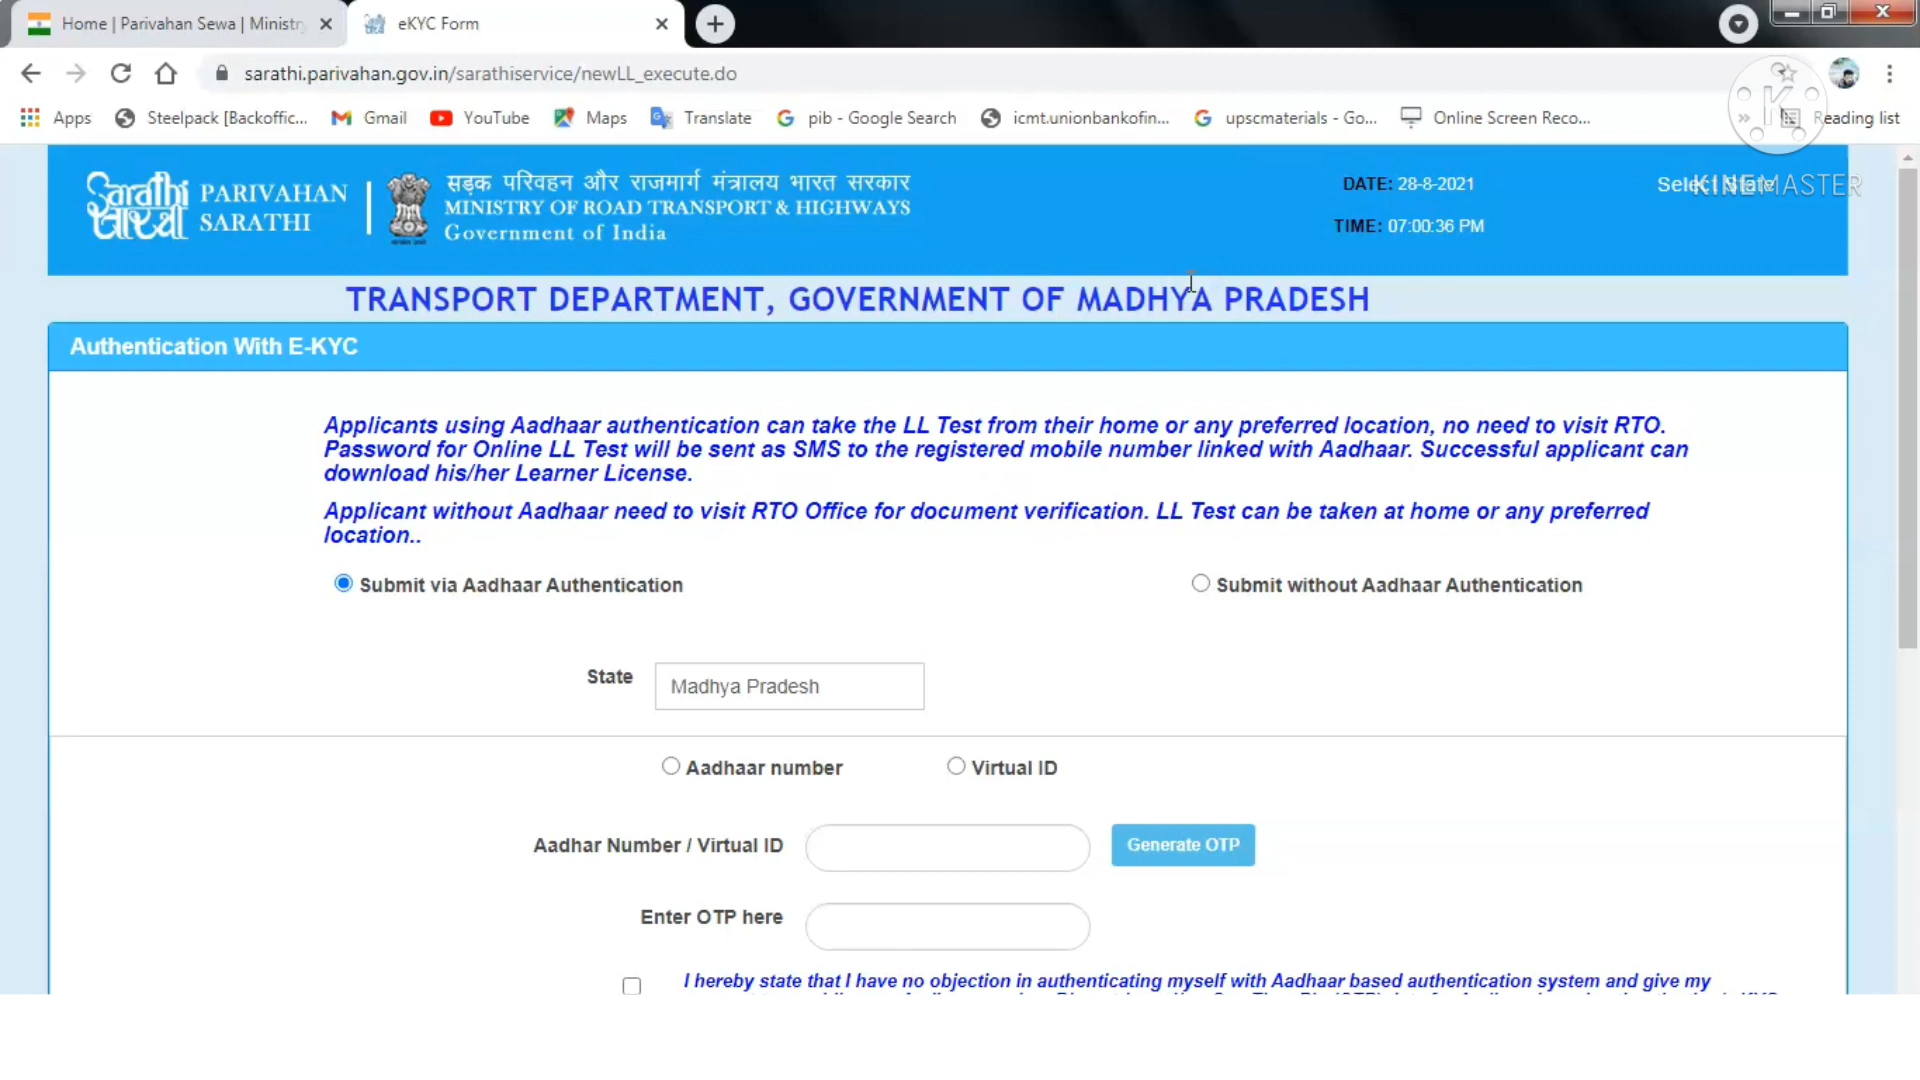 Home | Parivahan Sewa | Ministry
eKYC Form
sarathi.parivahan.gov.in/sarathiservice/newLL_execute.do
Apps
Steelpack [Backoffic...
Gmail
YouTube
Maps
Translate
pib - Google Search
icmt.unionbankofin...
upscmaterials - Go...
Online Screen Reco...
»
Reading list
Sarathi
सारथी
PARIVAHAN
SARATHI
सड़क परिवहन और राजमार्ग मंत्रालय भारत सरकार
MINISTRY OF ROAD TRANSPORT & HIGHWAYS
Government of India
DATE: 28-8-2021
TIME: 07:00:36 PM
Select State
KINEMASTER
TRANSPORT DEPARTMENT, GOVERNMENT OF MADHYA PRADESH
Authentication With E-KYC
Applicants using Aadhaar authentication can take the LL Test from their home or any preferred location, no need to visit RTO.
Password for Online LL Test will be sent as SMS to the registered mobile number linked with Aadhaar. Successful applicant can
download his/her Learner License.
Applicant without Aadhaar need to visit RTO Office for document verification. LL Test can be taken at home or any preferred
location..
Submit via Aadhaar Authentication
Submit without Aadhaar Authentication
State
Madhya Pradesh
Aadhaar number
Virtual ID
Aadhar Number / Virtual ID
Generate OTP
Enter OTP here
I hereby state that I have no objection in authenticating myself with Aadhaar based authentication system and give my